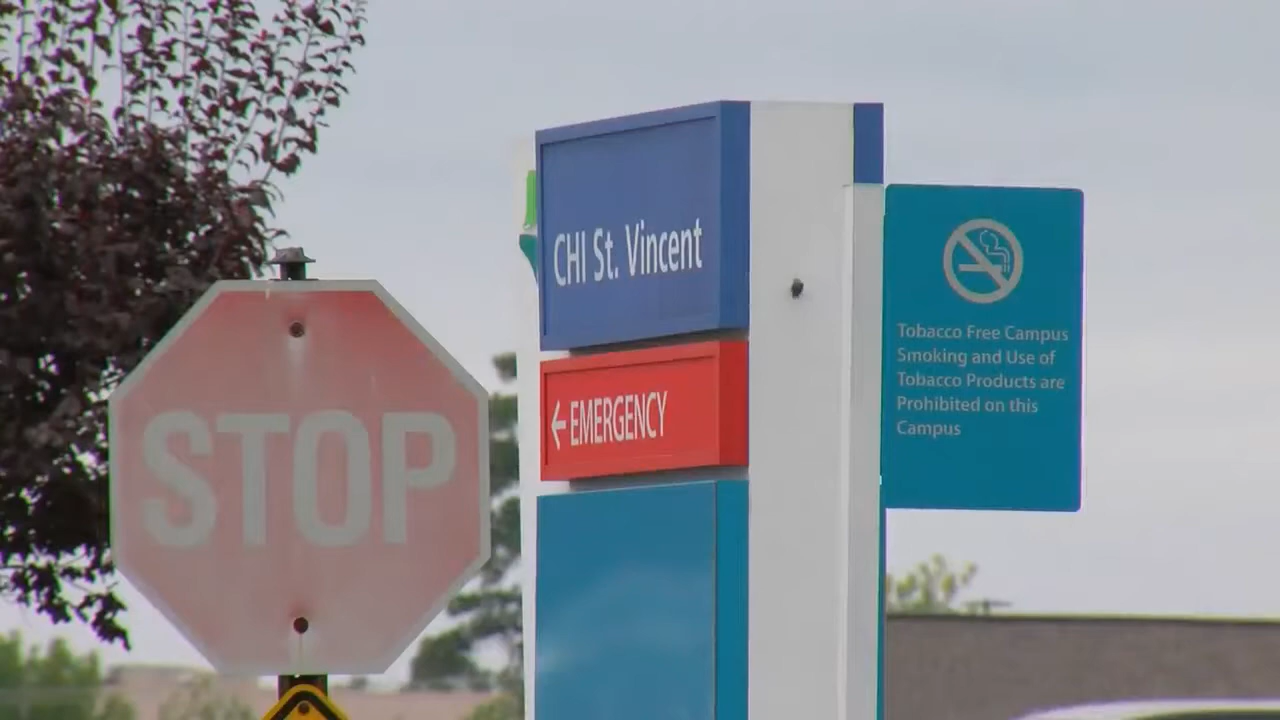 STOP
CHI St. Vincent
←EMERGENCY
Tobacco Free Campus
Smoking and Use of
Tobacco Products are
Prohibited on this
Campus